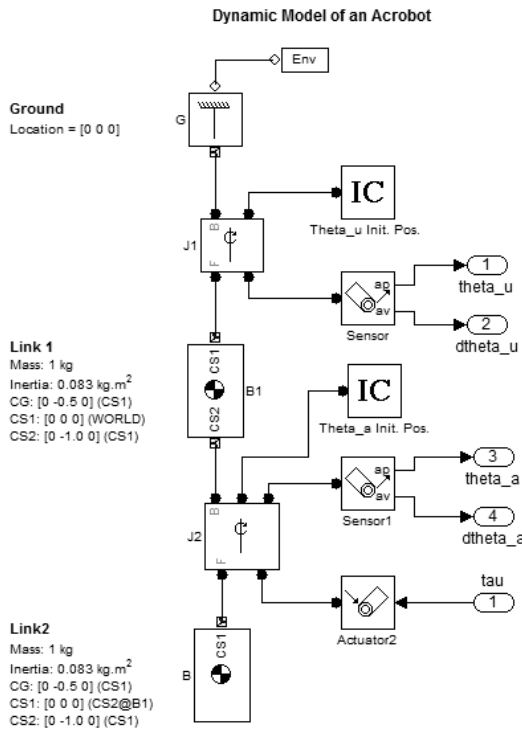 Dynamic Model of an Acrobot
Env
Ground
Location = [0 0 0]
G
IC
Theta_u Init. Pos.
B
J1
F
ap
1
theta_u
av
Sensor
2
dtheta_u
Link 1
Mass: 1 kg
Inertia: 0.083 kg.m²
CG: [0 -0.5 0] (CS1)
CS1: [0 0 0] (WORLD)
CS2: [0 -1.0 0] (CS1)
CS1
CS2
B1
IC
Theta_a Init. Pos.
ap
3
theta_a
av
Sensor1
4
dtheta_a
B
J2
F
tau
1
Actuator2
Link2
Mass: 1 kg
Inertia: 0.083 kg.m²
CG: [0 -0.5 0] (CS1)
CS1: [0 0 0] (CS2@B1)
CS2: [0 -1.0 0] (CS1)
CS1
B